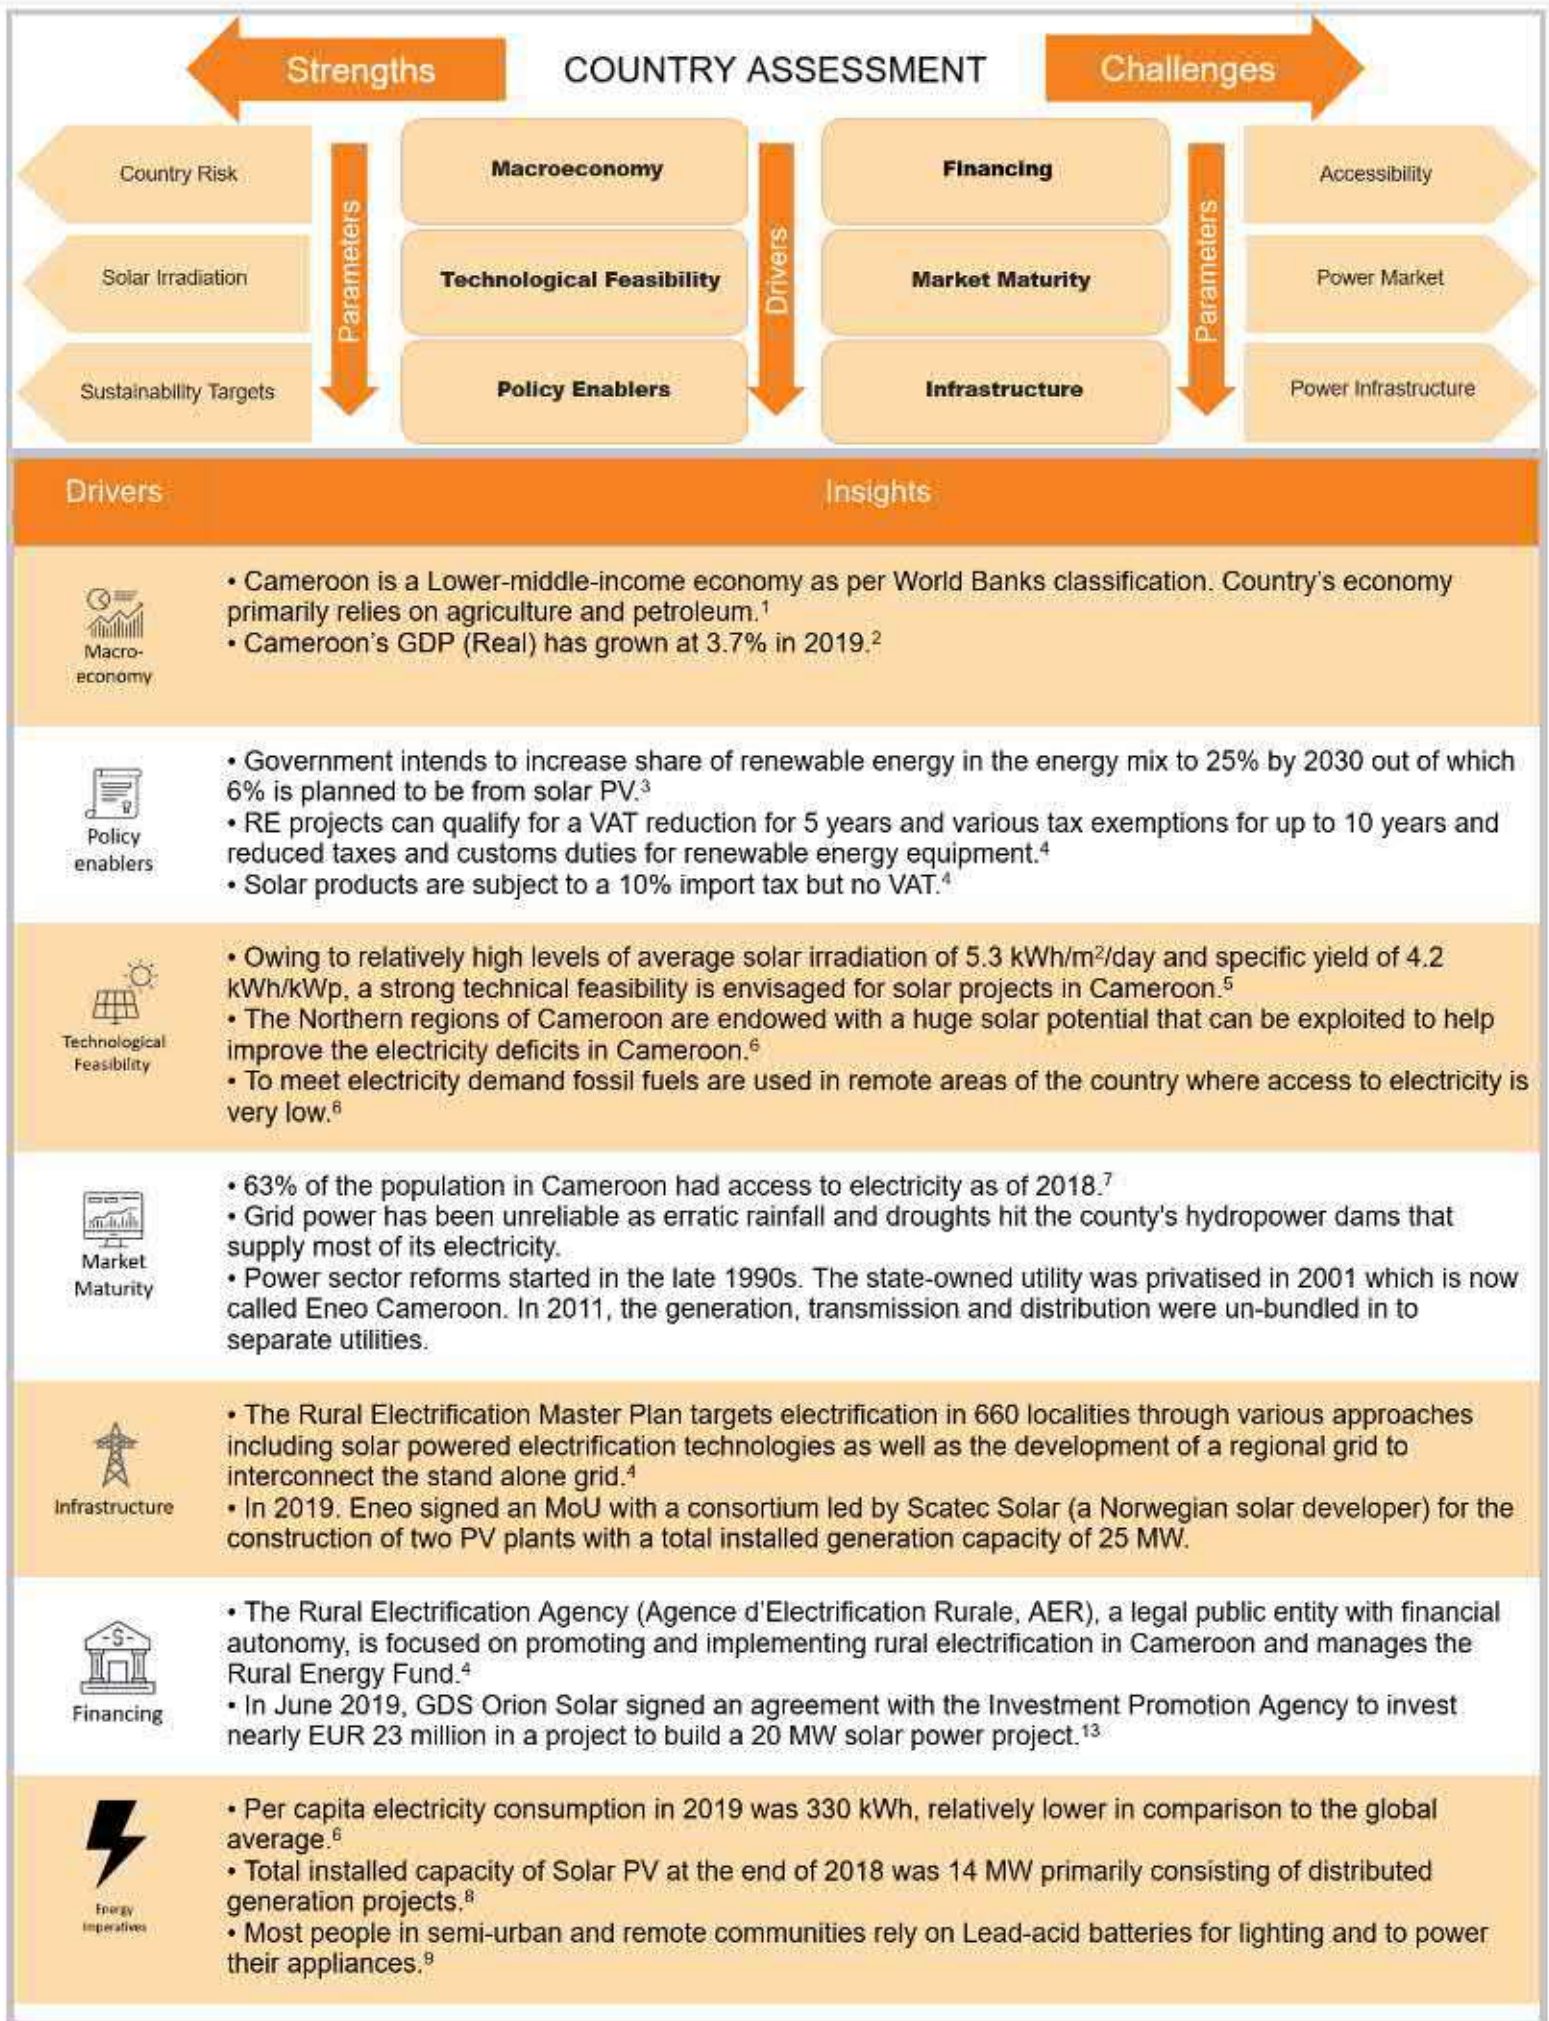 Strengths
COUNTRY ASSESSMENT
Challenges
Country Risk
Parameters
Macroeconomy
Drivers
Financing
Parameters
Accessibility
Solar Irradiation
Technological Feasibility
Market Maturity
Power Market
Sustainability Targets
Policy Enablers
Infrastructure
Power Infrastructure
Drivers
Insights
Macro-
economy
• Cameroon is a Lower-middle-income economy as per World Banks classification. Country's economy
primarily relies on agriculture and petroleum.1
• Cameroon's GDP (Real) has grown at 3.7% in 2019.2
Policy
enablers
• Government intends to increase share of renewable energy in the energy mix to 25% by 2030 out of which
6% is planned to be from solar PV.3
• RE projects can qualify for a VAT reduction for 5 years and various tax exemptions for up to 10 years and
reduced taxes and customs duties for renewable energy equipment.4
• Solar products are subject to a 10% import tax but no VAT.4
Technological
Feasibility
• Owing to relatively high levels of average solar irradiation of 5.3 kWh/m2/day and specific yield of 4.2
kWh/kWp, a strong technical feasibility is envisaged for solar projects in Cameroon.5
• The Northern regions of Cameroon are endowed with a huge solar potential that can be exploited to help
improve the electricity deficits in Cameroon.6
• To meet electricity demand fossil fuels are used in remote areas of the country where access to electricity is
very low.6
Market
Maturity
• 63% of the population in Cameroon had access to electricity as of 2018.7
• Grid power has been unreliable as erratic rainfall and droughts hit the county's hydropower dams that
supply most of its electricity.
• Power sector reforms started in the late 1990s. The state-owned utility was privatised in 2001 which is now
called Eneo Cameroon. In 2011, the generation, transmission and distribution were un-bundled in to
separate utilities.
Infrastructure
• The Rural Electrification Master Plan targets electrification in 660 localities through various approaches
including solar powered electrification technologies as well as the development of a regional grid to
interconnect the stand alone grid.4
• In 2019. Eneo signed an MoU with a consortium led by Scatec Solar (a Norwegian solar developer) for the
construction of two PV plants with a total installed generation capacity of 25 MW.
-$-
Financing
• The Rural Electrification Agency (Agence d'Electrification Rurale, AER), a legal public entity with financial
autonomy, is focused on promoting and implementing rural electrification in Cameroon and manages the
Rural Energy Fund.4
• In June 2019, GDS Orion Solar signed an agreement with the Investment Promotion Agency to invest
nearly EUR 23 million in a project to build a 20 MW solar power project.13
Energy
Imperatives
• Per capita electricity consumption in 2019 was 330 kWh, relatively lower in comparison to the global
average.6
• Total installed capacity of Solar PV at the end of 2018 was 14 MW primarily consisting of distributed
generation projects.8
• Most people in semi-urban and remote communities rely on Lead-acid batteries for lighting and to power
their appliances.9